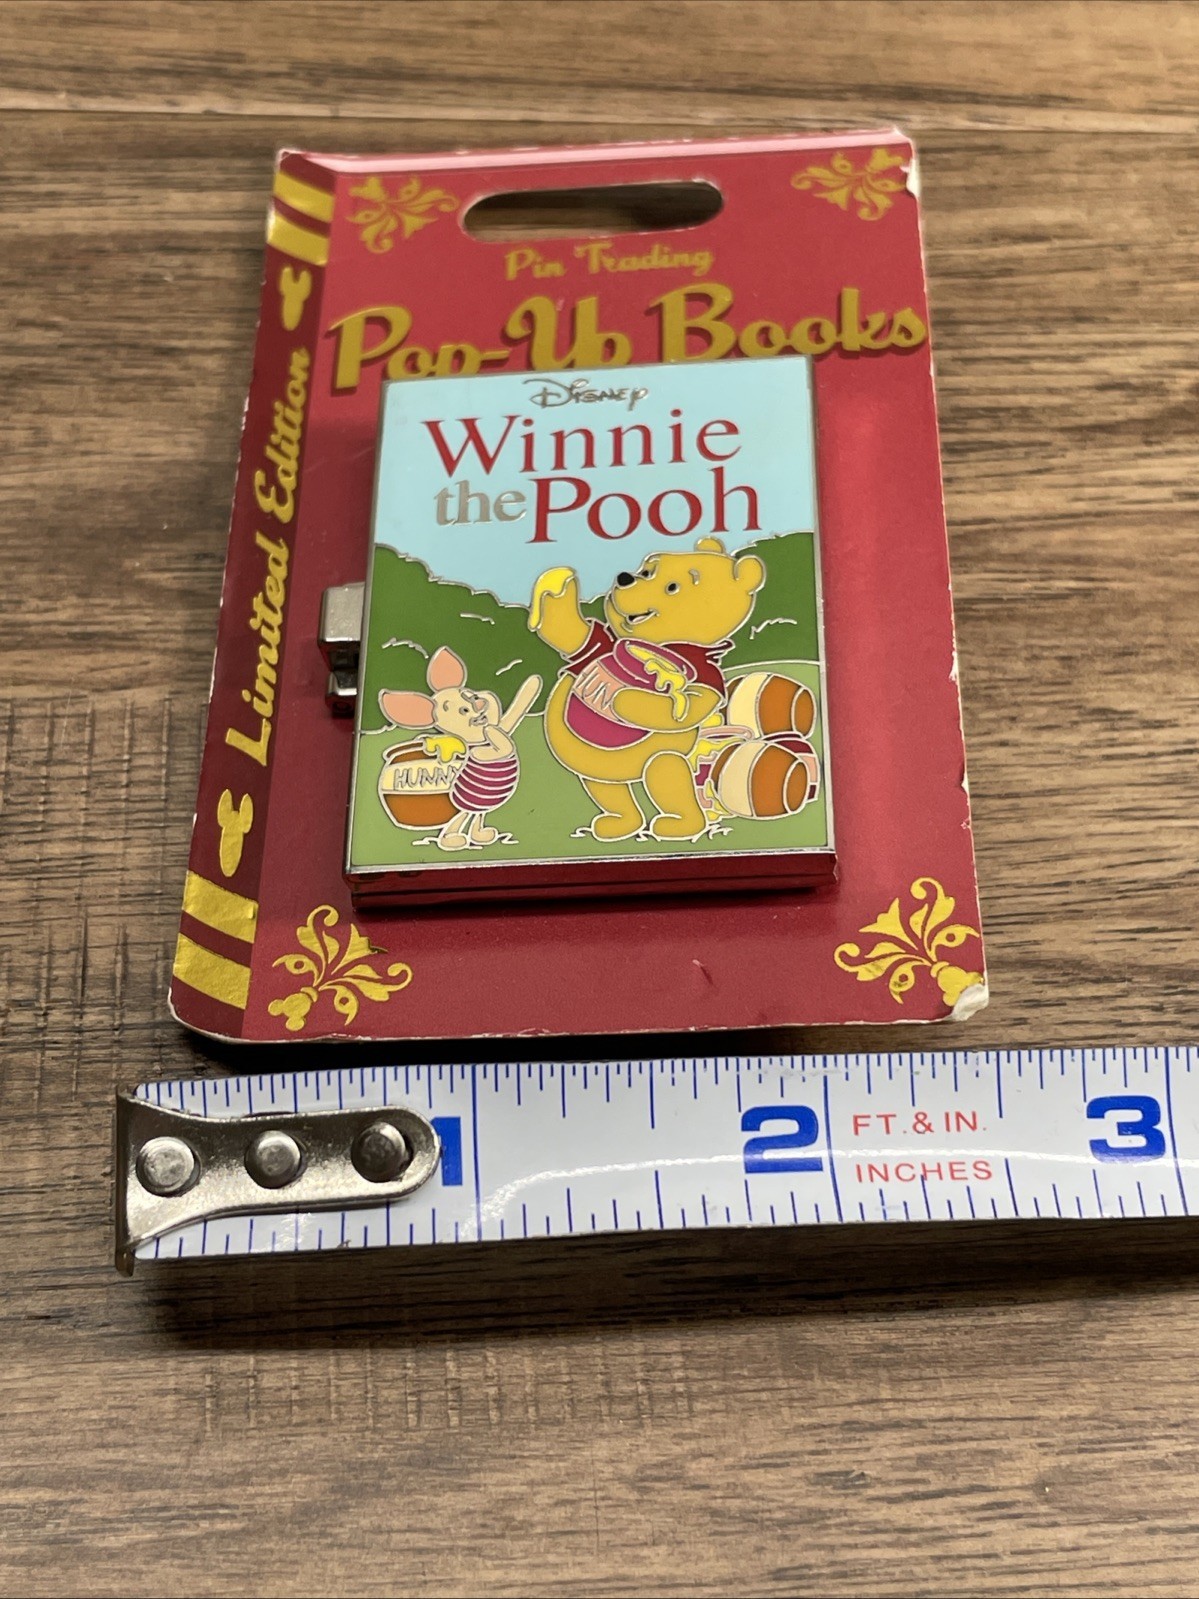 Pin Trading
Pop-Up Books
Limited Edition
Disney
Winnie
the Pooh
HUNNY
1
2
FT. & IN.
INCHES
3